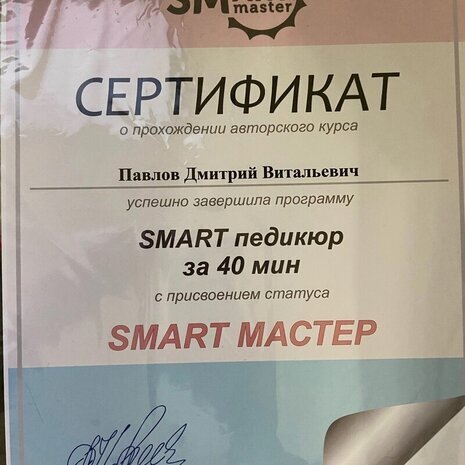 master
СЕРТИФИКАТ
о прохождении авторского курса
Павлов Дмитрий Витальевич
успешно завершила программу
SMART педикюр
за 40 мин
с присвоением статуса
SMART МАСТЕР